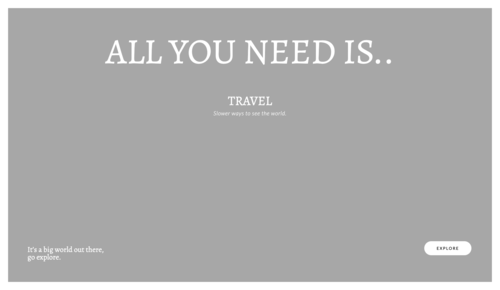 ALL YOU NEED IS..
TRAVEL
Slower ways to see the world.
It's a big world out there,
go explore.
EXPLORE